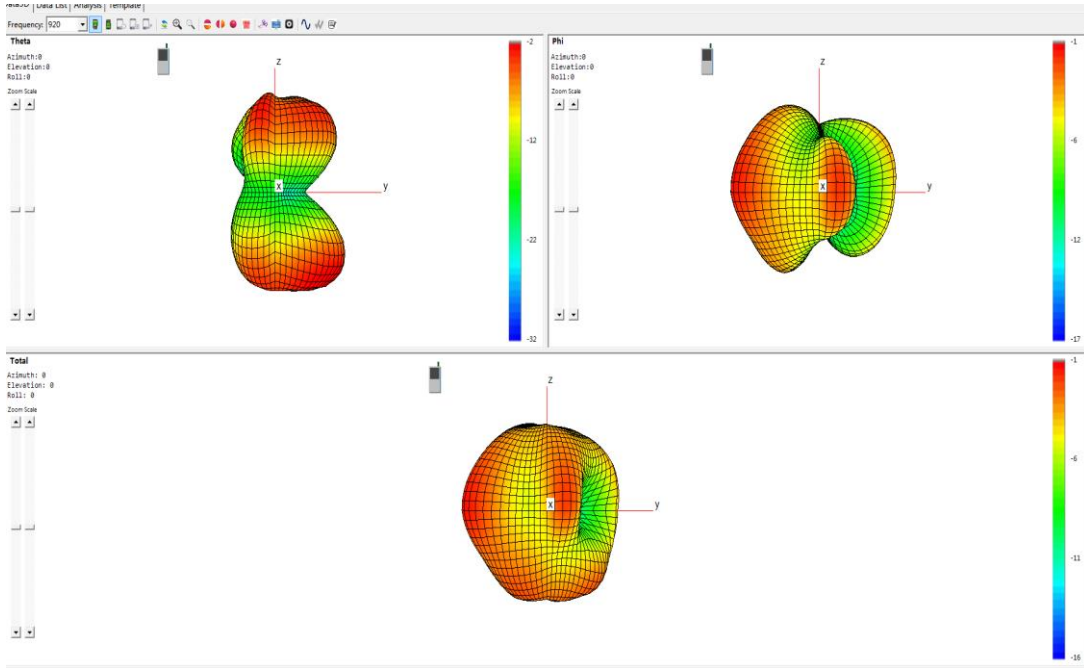 Data List | Analysis | Template
Frequency: 920
Theta
Azimuth:0
Elevation:0
Roll:0
Zoom Scale
z
x
y
-2
-12
-22
-32
Phi
Azimuth:0
Elevation:0
Roll:0
Zoom Scale
z
x
y
-1
-6
-12
-17
Total
Azimuth: 0
Elevation: 0
Roll: 0
Zoom Scale
z
x
y
-1
-6
-11
-16